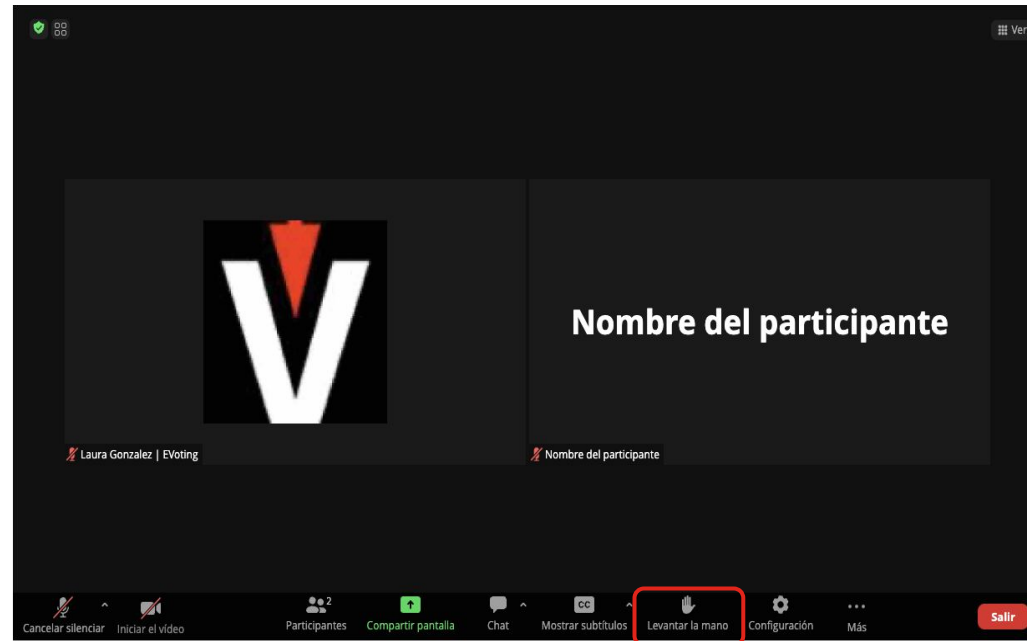 Ver
V
Nombre del participante
Laura Gonzalez | EVoting
Nombre del participante
2
CC
Cancelar silenciar
Iniciar el vídeo
Participantes
Compartir pantalla
Chat
Mostrar subtítulos
Levantar la mano
Configuración
Más
Salir